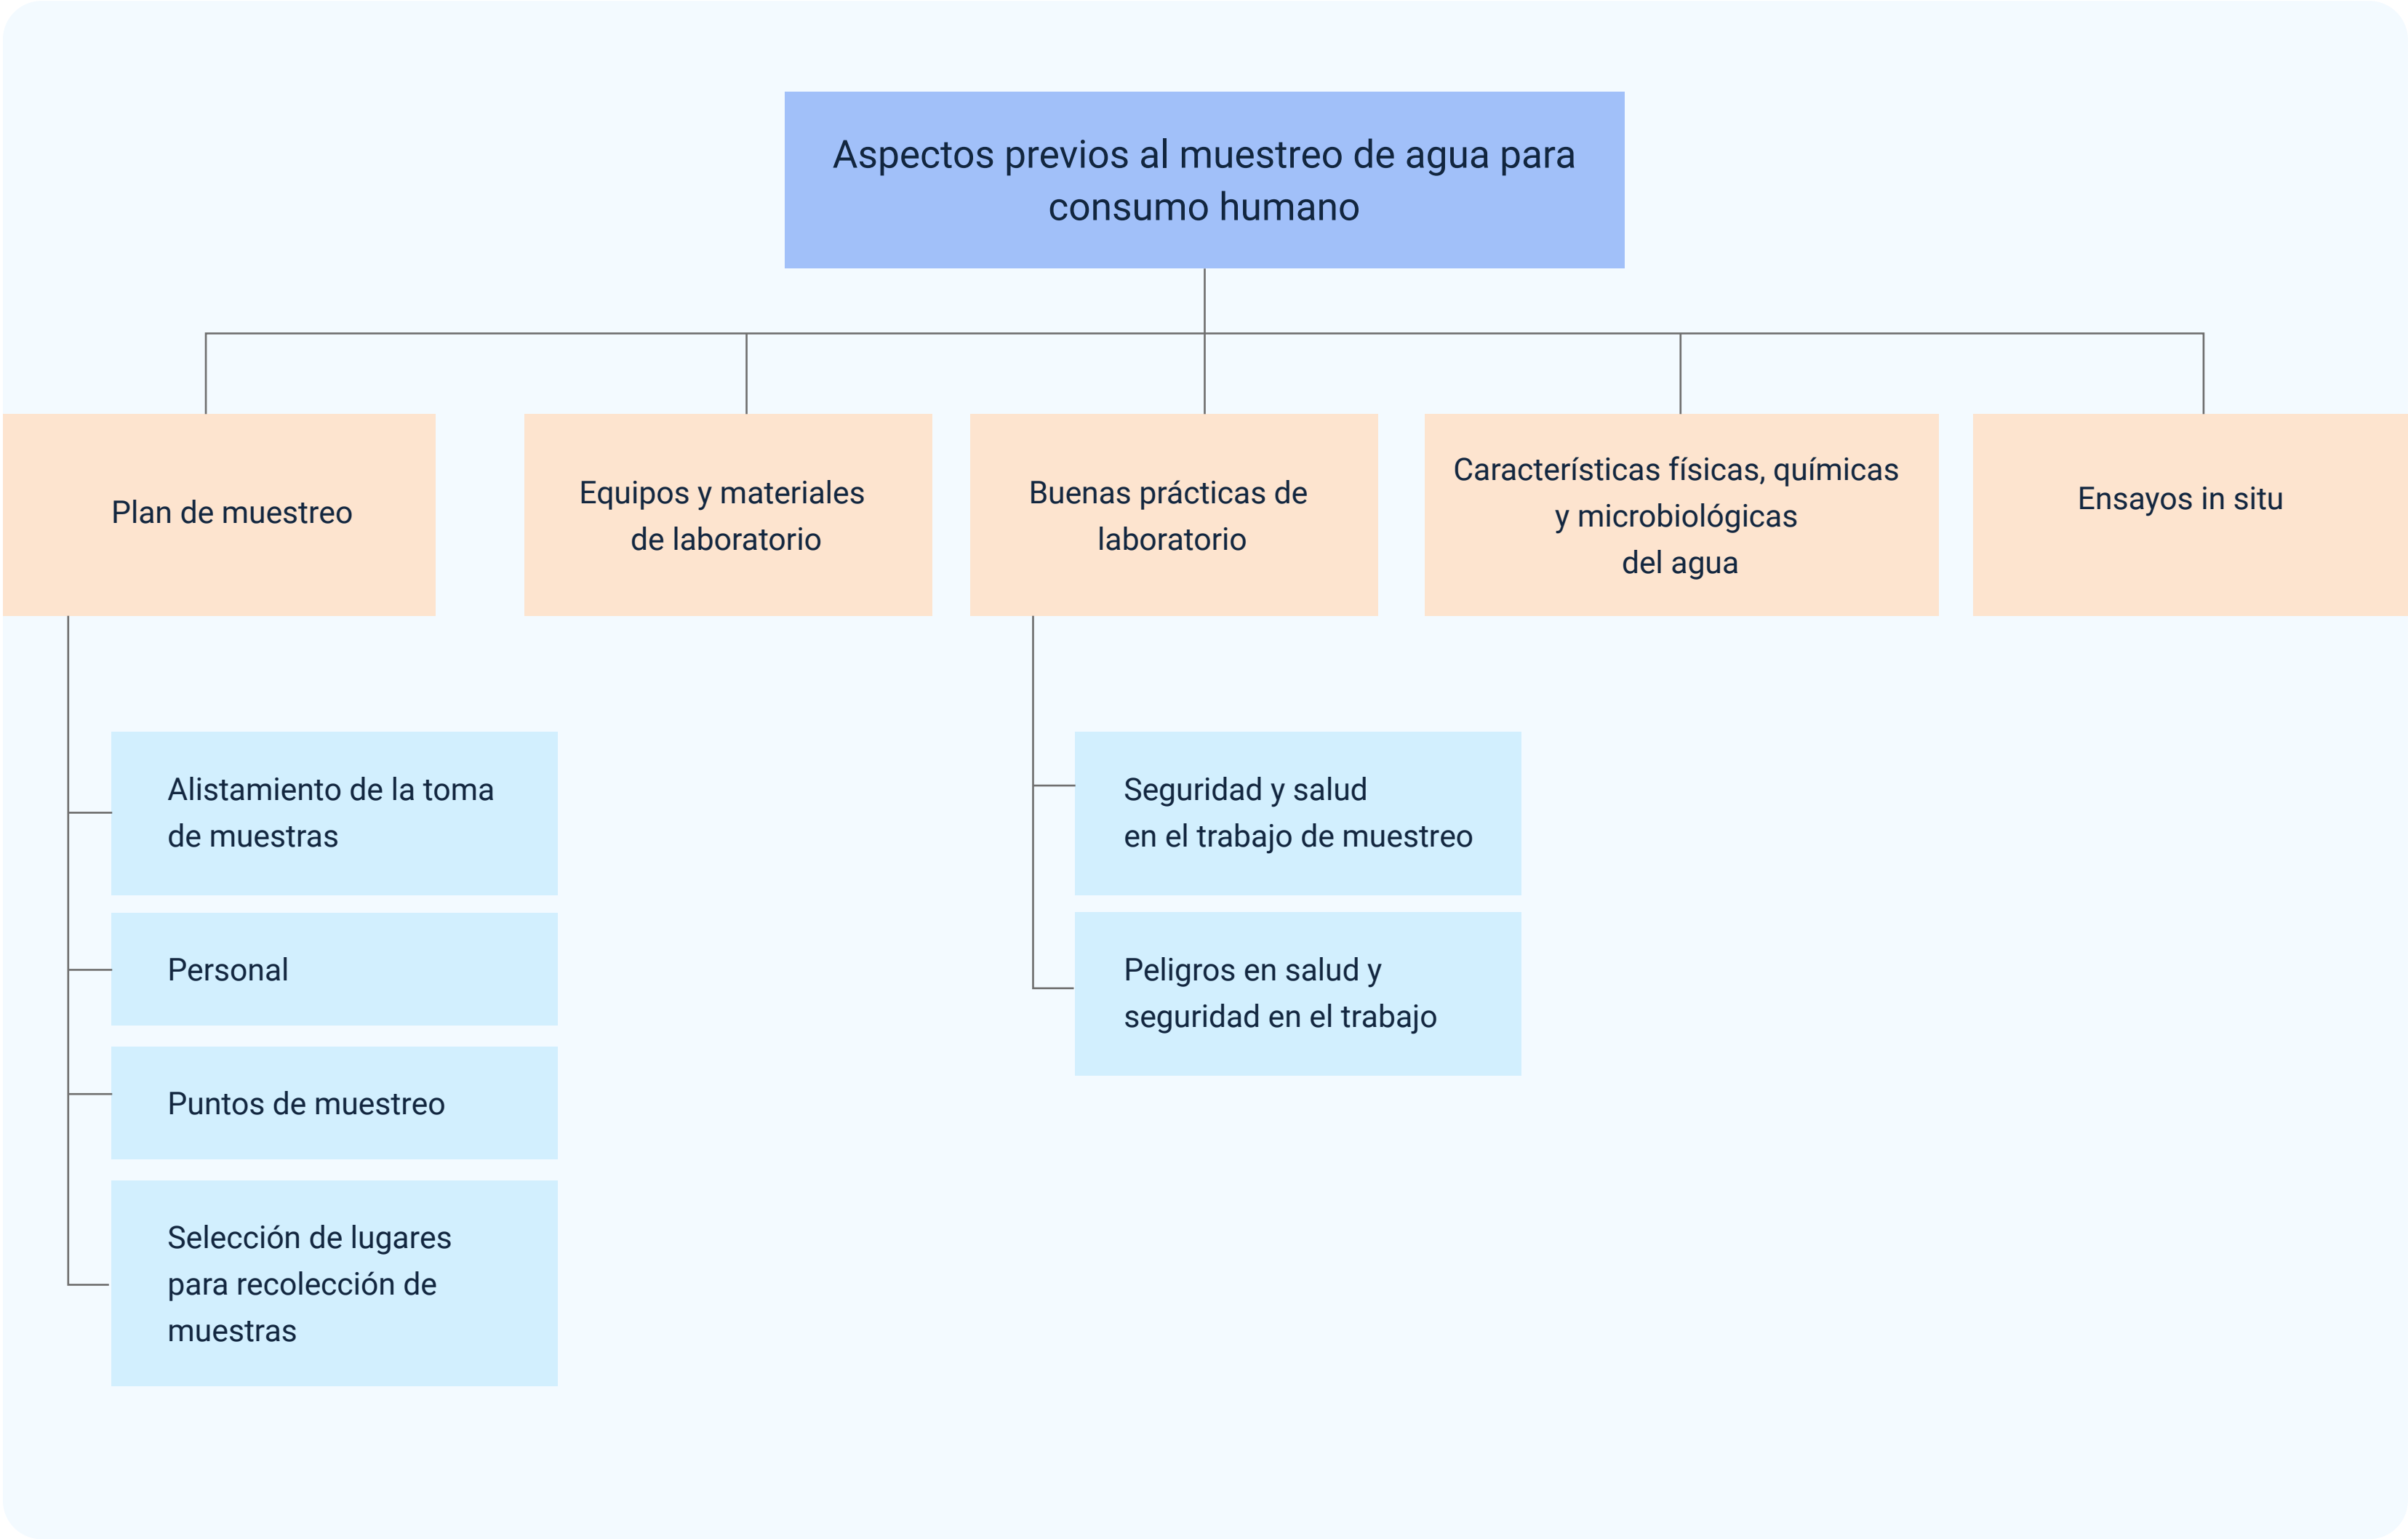 Aspectos previos al muestreo de agua para
consumo humano
Plan de muestreo
Equipos y materiales
de laboratorio
Buenas prácticas de
laboratorio
Características físicas, químicas
y microbiológicas
del agua
Ensayos in situ
Alistamiento de la toma
de muestras
Personal
Puntos de muestreo
Selección de lugares
para recolección de
muestras
Seguridad y salud
en el trabajo de muestreo
Peligros en salud y
seguridad en el trabajo